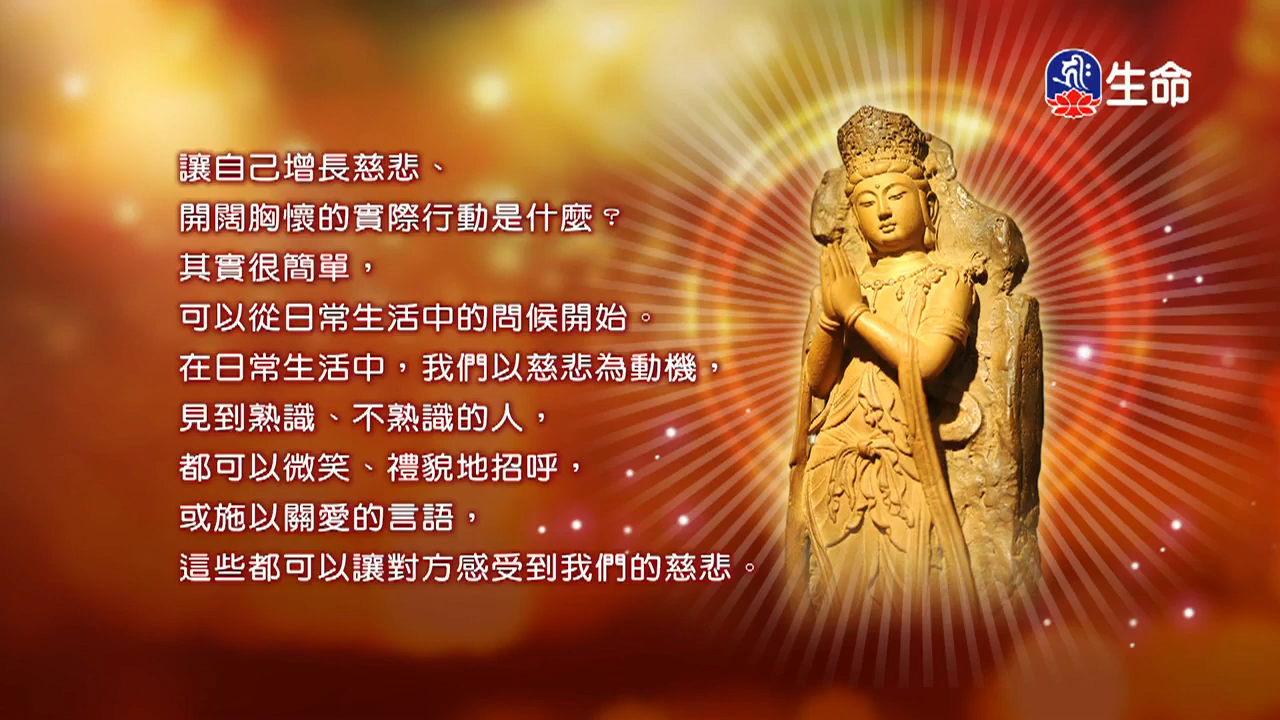 生命
讓自己增長慈悲、
開闊胸懷的實際行動是什麼？
其實很簡單，
可以從日常生活中的問候開始。
在日常生活中，我們以慈悲為動機，
見到熟識、不熟識的人，
都可以微笑、禮貌地招呼，
或施以關愛的言語，
這些都可以讓對方感受到我們的慈悲。